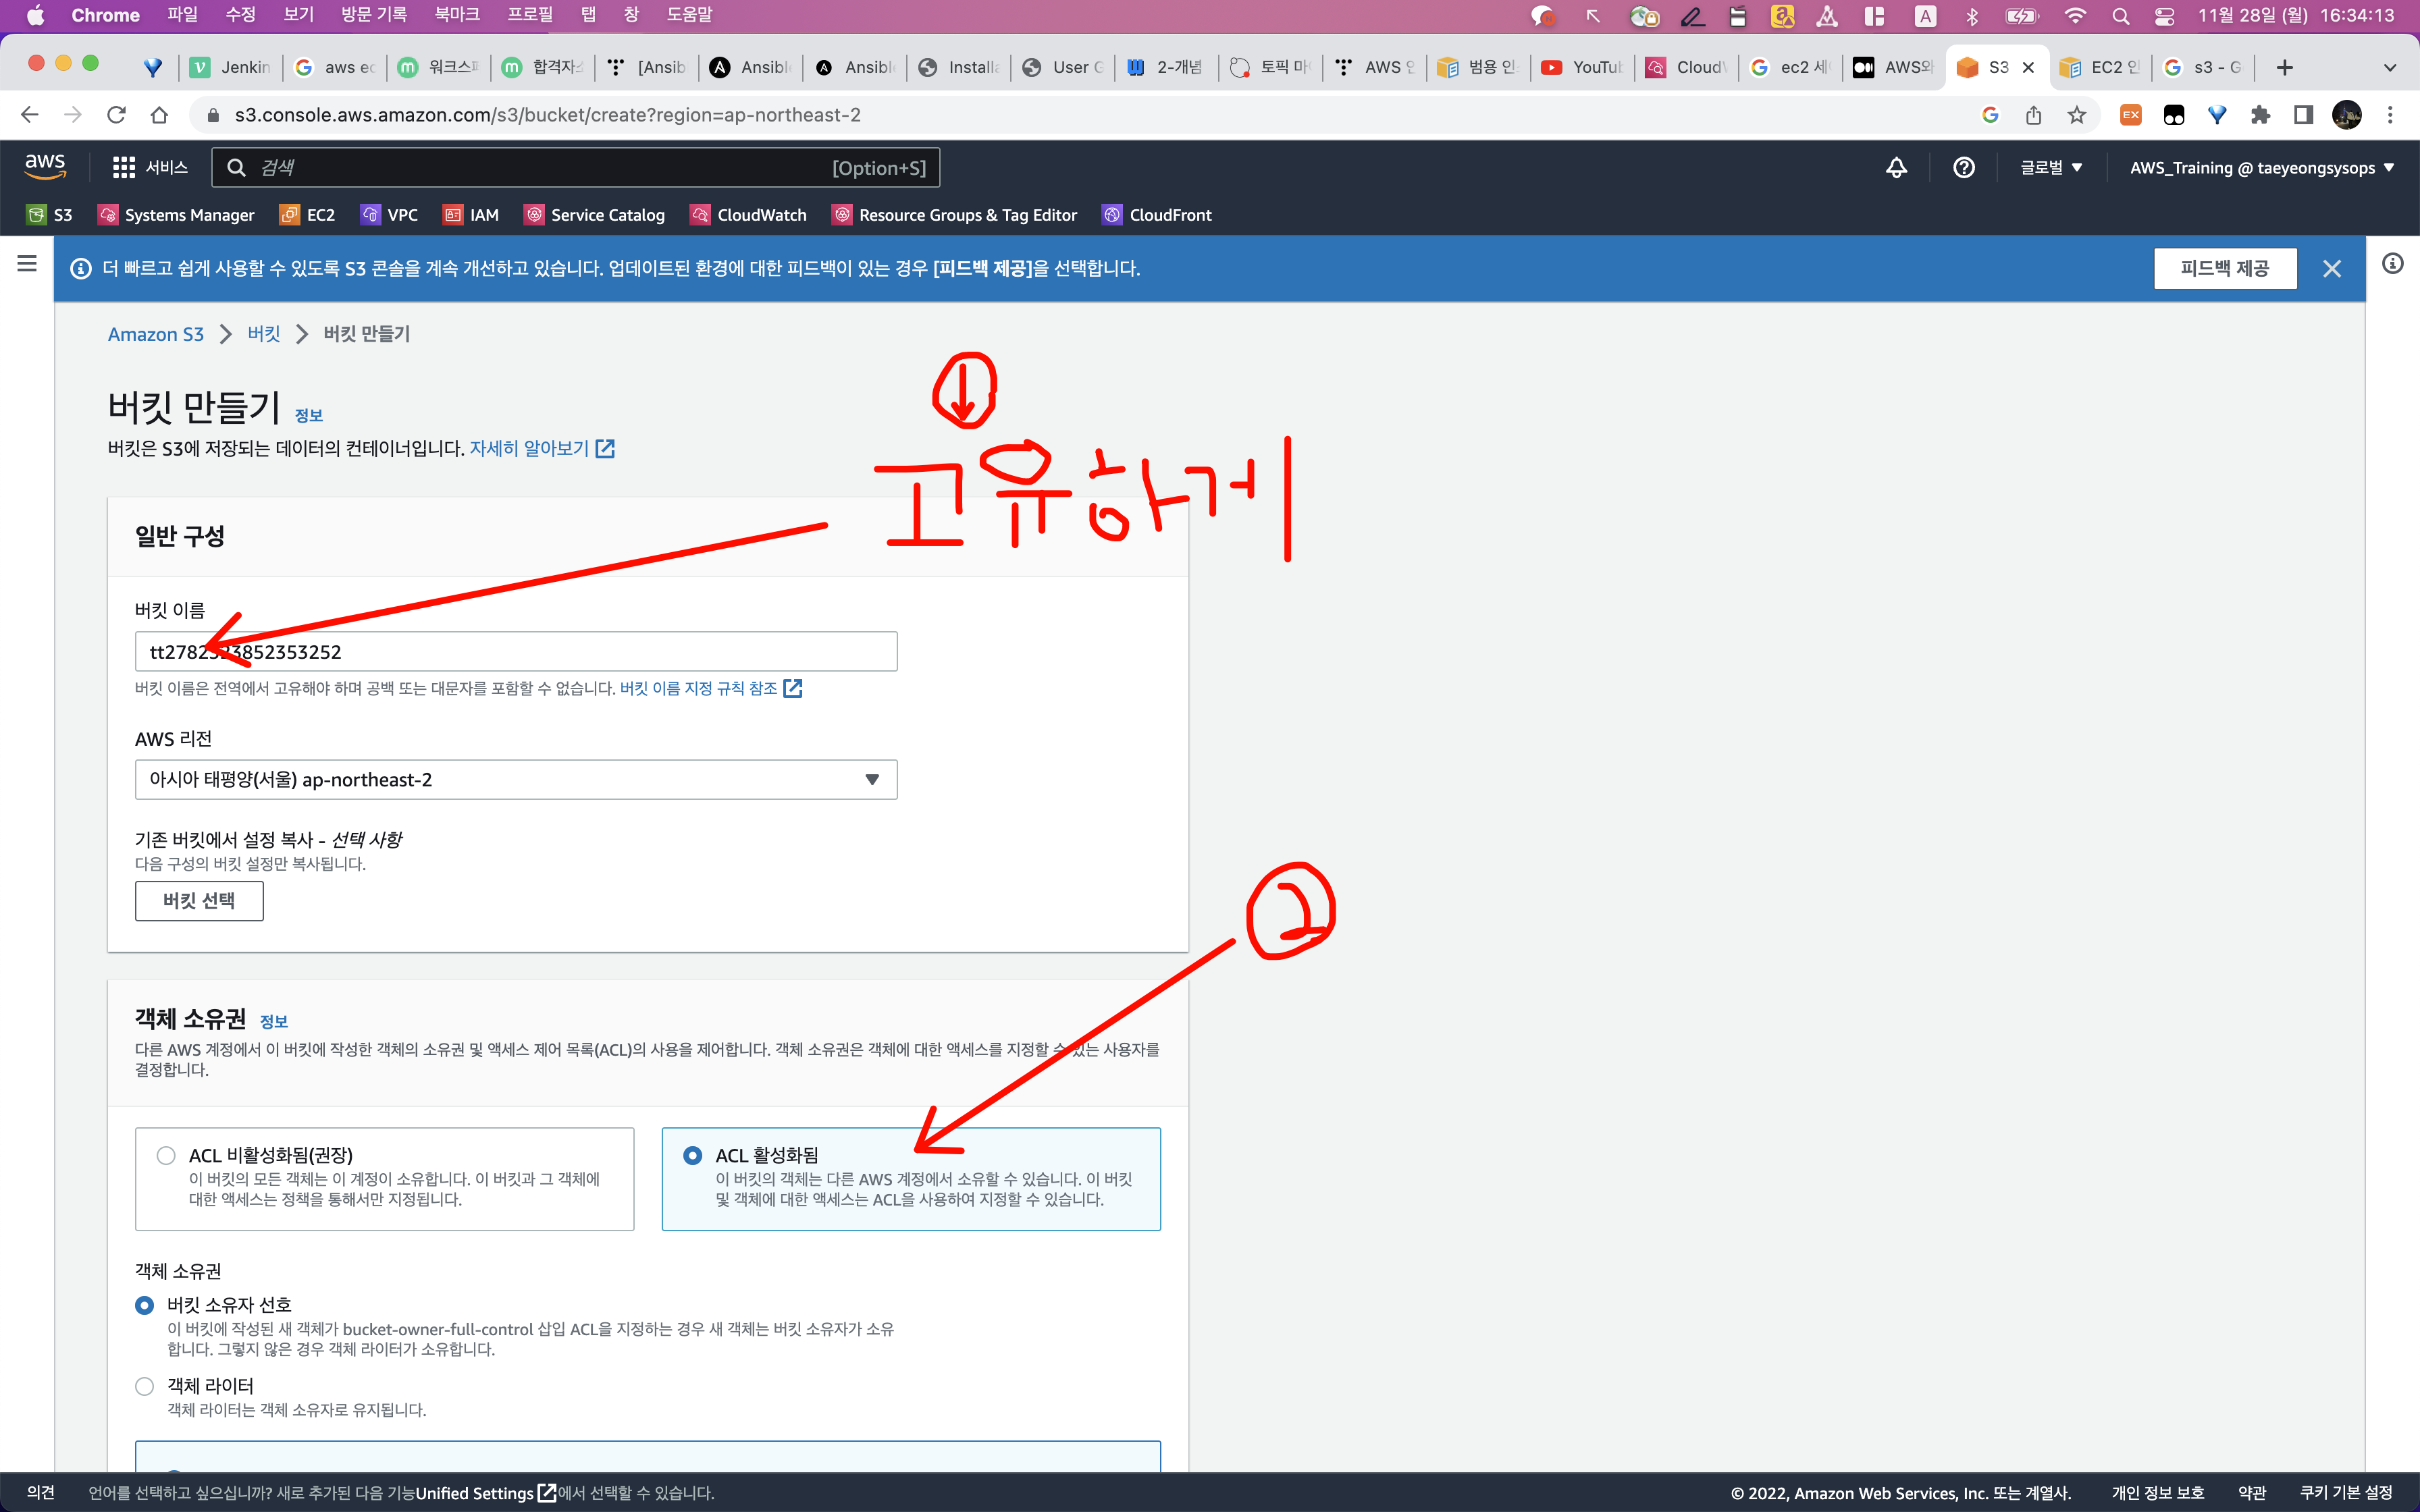 Chrome 파일 수정 보기 방문 기록 북마크 프로필 탭 창 도움말 A 11월 28일 (월) 16:34:13
Jenkin aws ec 합격자 [Ansib Ansibl Ansibl Installa User G 2-개념 토픽 마 AWS 범용 인 YouTub Cloud ec2 세 AWS와 S3 EC2 인 s3 - G
s3.console.aws.amazon.com/s3/bucket/create?region=ap-northeast-2 EX
aws 서비스 검색 [Option+S] 글로벌 AWS_Training @ taeyeongsysops
S3 Systems Manager EC2 VPC IAM Service Catalog CloudWatch Resource Groups & Tag Editor CloudFront
더 빠르고 쉽게 사용할 수 있도록 S3 콘솔을 계속 개선하고 있습니다. 업데이트된 환경에 대한 피드백이 있는 경우 [피드백 제공]을 선택합니다. 피드백 제공
Amazon S3 버킷 버킷 만들기
버킷 만들기 정보
버킷은 S3에 저장되는 데이터의 컨테이너입니다. 자세히 알아보기
고유하게
일반 구성
버킷 이름
버킷 이름은 전역에서 고유해야 하며 공백 또는 대문자를 포함할 수 없습니다. 버킷 이름 지정 규칙 참조
AWS 리전
아시아 태평양(서울) ap-northeast-2
기존 버킷에서 설정 복사 - 선택 사항
다음 구성의 버킷 설정만 복사됩니다.
버킷 선택
2
객체 소유권 정보
다른 AWS 계정에서 이 버킷에 작성한 객체의 소유권 및 액세스 제어 목록(ACL)의 사용을 제어합니다. 객체 소유권은 객체에 대한 액세스를 지정할 수 있는 사용자를
결정합니다.
ACL 비활성화됨(권장)
이 버킷의 모든 객체는 이 계정이 소유합니다. 이 버킷과 그 객체에
대한 액세스는 정책을 통해서만 지정됩니다.
ACL 활성화됨
이 버킷의 객체는 다른 AWS 계정에서 소유할 수 있습니다. 이 버킷
및 객체에 대한 액세스는 ACL을 사용하여 지정할 수 있습니다.
객체 소유권
버킷 소유자 선호
이 버킷에 작성된 새 객체가 bucket-owner-full-control 삽입 ACL을 지정하는 경우 새 객체는 버킷 소유자가 소유
합니다. 그렇지 않은 경우 객체 라이터가 소유합니다.
객체 라이터
객체 라이터는 객체 소유자로 유지됩니다.
의견 언어를 선택하고 싶으십니까? 새로 추가된 다음 기능Unified Settings에서 선택할 수 있습니다. © 2022, Amazon Web Services, Inc. 또는 계열사. 개인 정보 보호 약관 쿠키 기본 설정